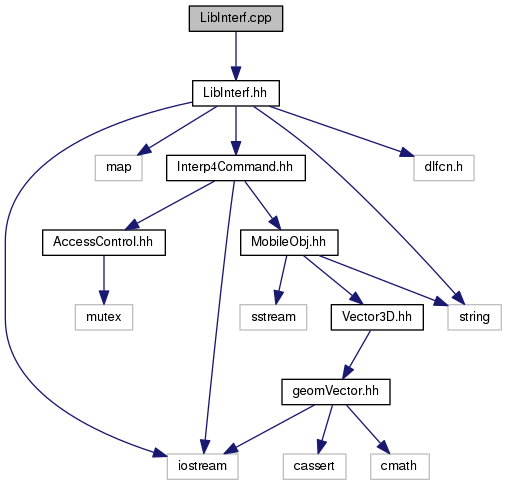 LibInterf.cpp
LibInterf.hh
map
Interp4Command.hh
dlfcn.h
AccessControl.hh
MobileObj.hh
mutex
sstream
Vector3D.hh
string
geomVector.hh
iostream
cassert
cmath